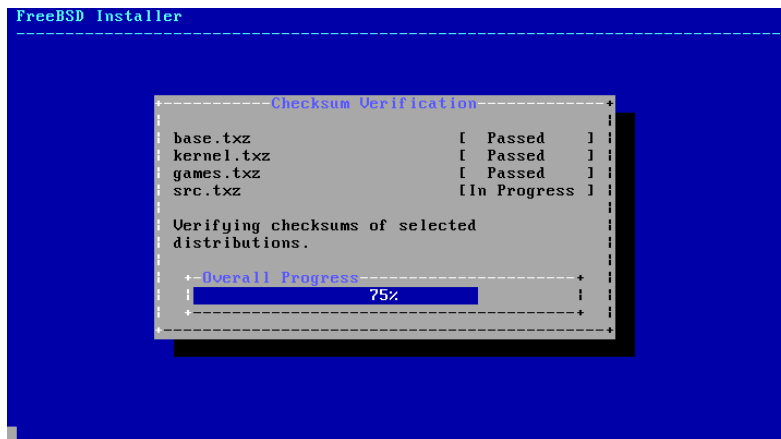 FreeBSD Installer
Checksum Verification
base.txz [ Passed ]
kernel.txz [ Passed ]
games.txz [ Passed ]
src.txz [In Progress ]
Verifying checksums of selected
distributions.
Overall Progress
75%